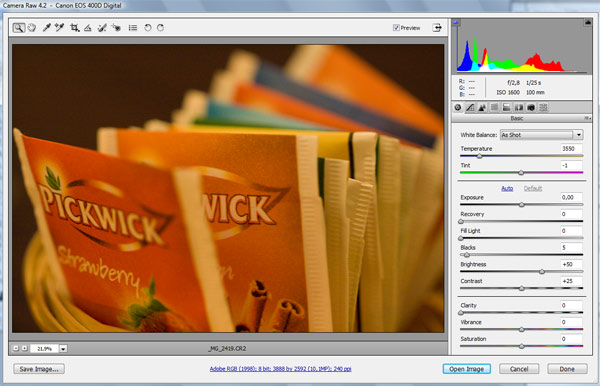 Camera Raw 4.2 - Canon EOS 400D Digital
Preview
R: ---
G: ---
B: ---
f/2,8 1/25 s
ISO 1600 100 mm
Basic
White Balance: As Shot
Temperature 3550
Tint -1
Auto Default
Exposure 0,00
Recovery 0
Fill Light 0
Blacks 5
Brightness +50
Contrast +25
Clarity 0
Vibrance 0
Saturation 0
PICKWICK
WICK
Strawberry
21,9%
_MG_2419.CR2
Save Image...
Adobe RGB (1998); 8 bit; 3888 by 2592 (10,1MP); 240 ppi
Open Image
Cancel
Done